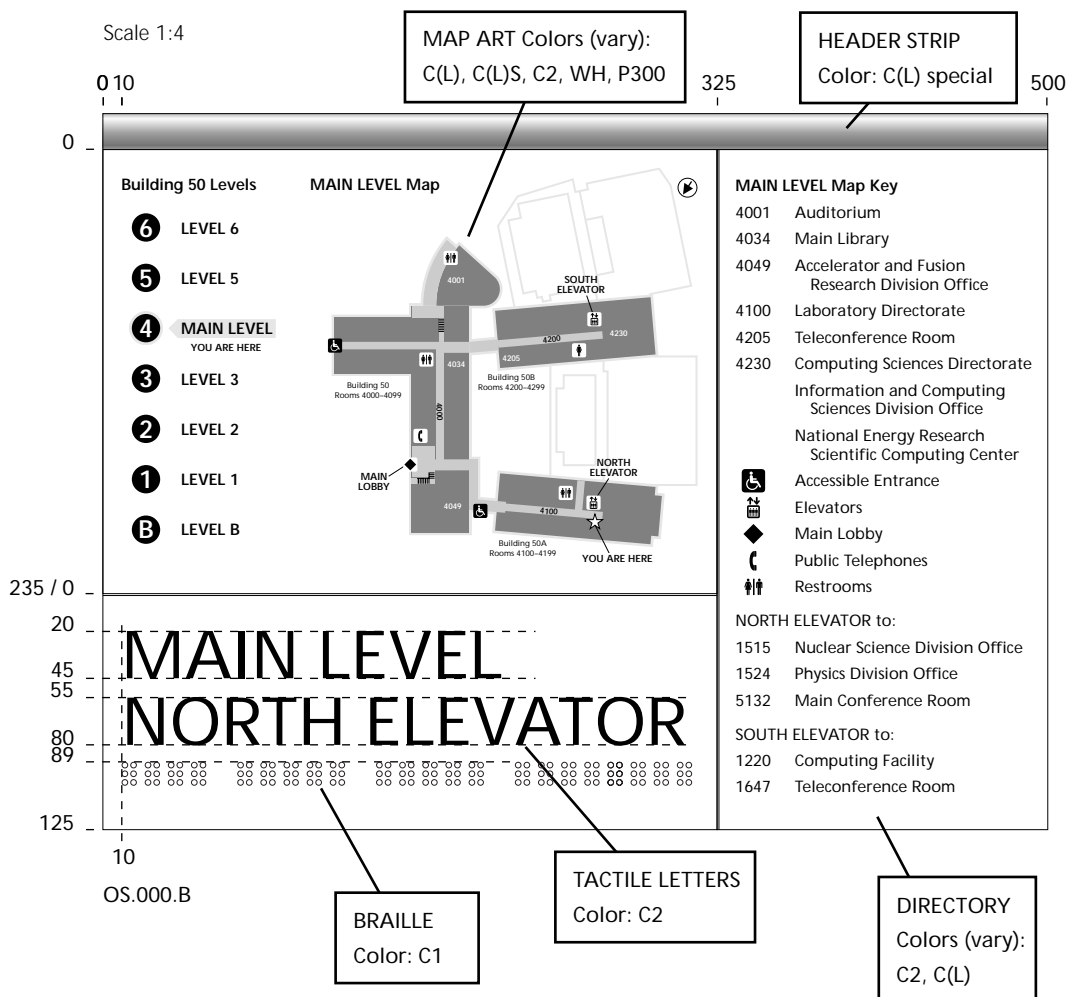 Scale 1:4
MAP ART Colors (vary):
C(L), C(L)S, C2, WH, P300
HEADER STRIP
Color: C(L) special
0 10
325
500
0
Building 50 Levels
6 LEVEL 6
5 LEVEL 5
4 MAIN LEVEL
YOU ARE HERE
3 LEVEL 3
2 LEVEL 2
1 LEVEL 1
B LEVEL B
MAIN LEVEL Map
4001
SOUTH
ELEVATOR
4200
4230
4205
4034
Building 50
Rooms 4000–4099
Building 50B
Rooms 4200–4299
4000
MAIN
LOBBY
NORTH
ELEVATOR
4049
4100
Building 50A
Rooms 4100–4199
YOU ARE HERE
MAIN LEVEL Map Key
4001 Auditorium
4034 Main Library
4049 Accelerator and Fusion
Research Division Office
4100 Laboratory Directorate
4205 Teleconference Room
4230 Computing Sciences Directorate
Information and Computing
Sciences Division Office
National Energy Research
Scientific Computing Center
Accessible Entrance
Elevators
Main Lobby
Public Telephones
Restrooms
NORTH ELEVATOR to:
1515 Nuclear Science Division Office
1524 Physics Division Office
5132 Main Conference Room
SOUTH ELEVATOR to:
1220 Computing Facility
1647 Teleconference Room
235 / 0
20
MAIN LEVEL
45
55
NORTH ELEVATOR
80
89
125
10
OS.000.B
BRAILLE
Color: C1
TACTILE LETTERS
Color: C2
DIRECTORY
Colors (vary):
C2, C(L)